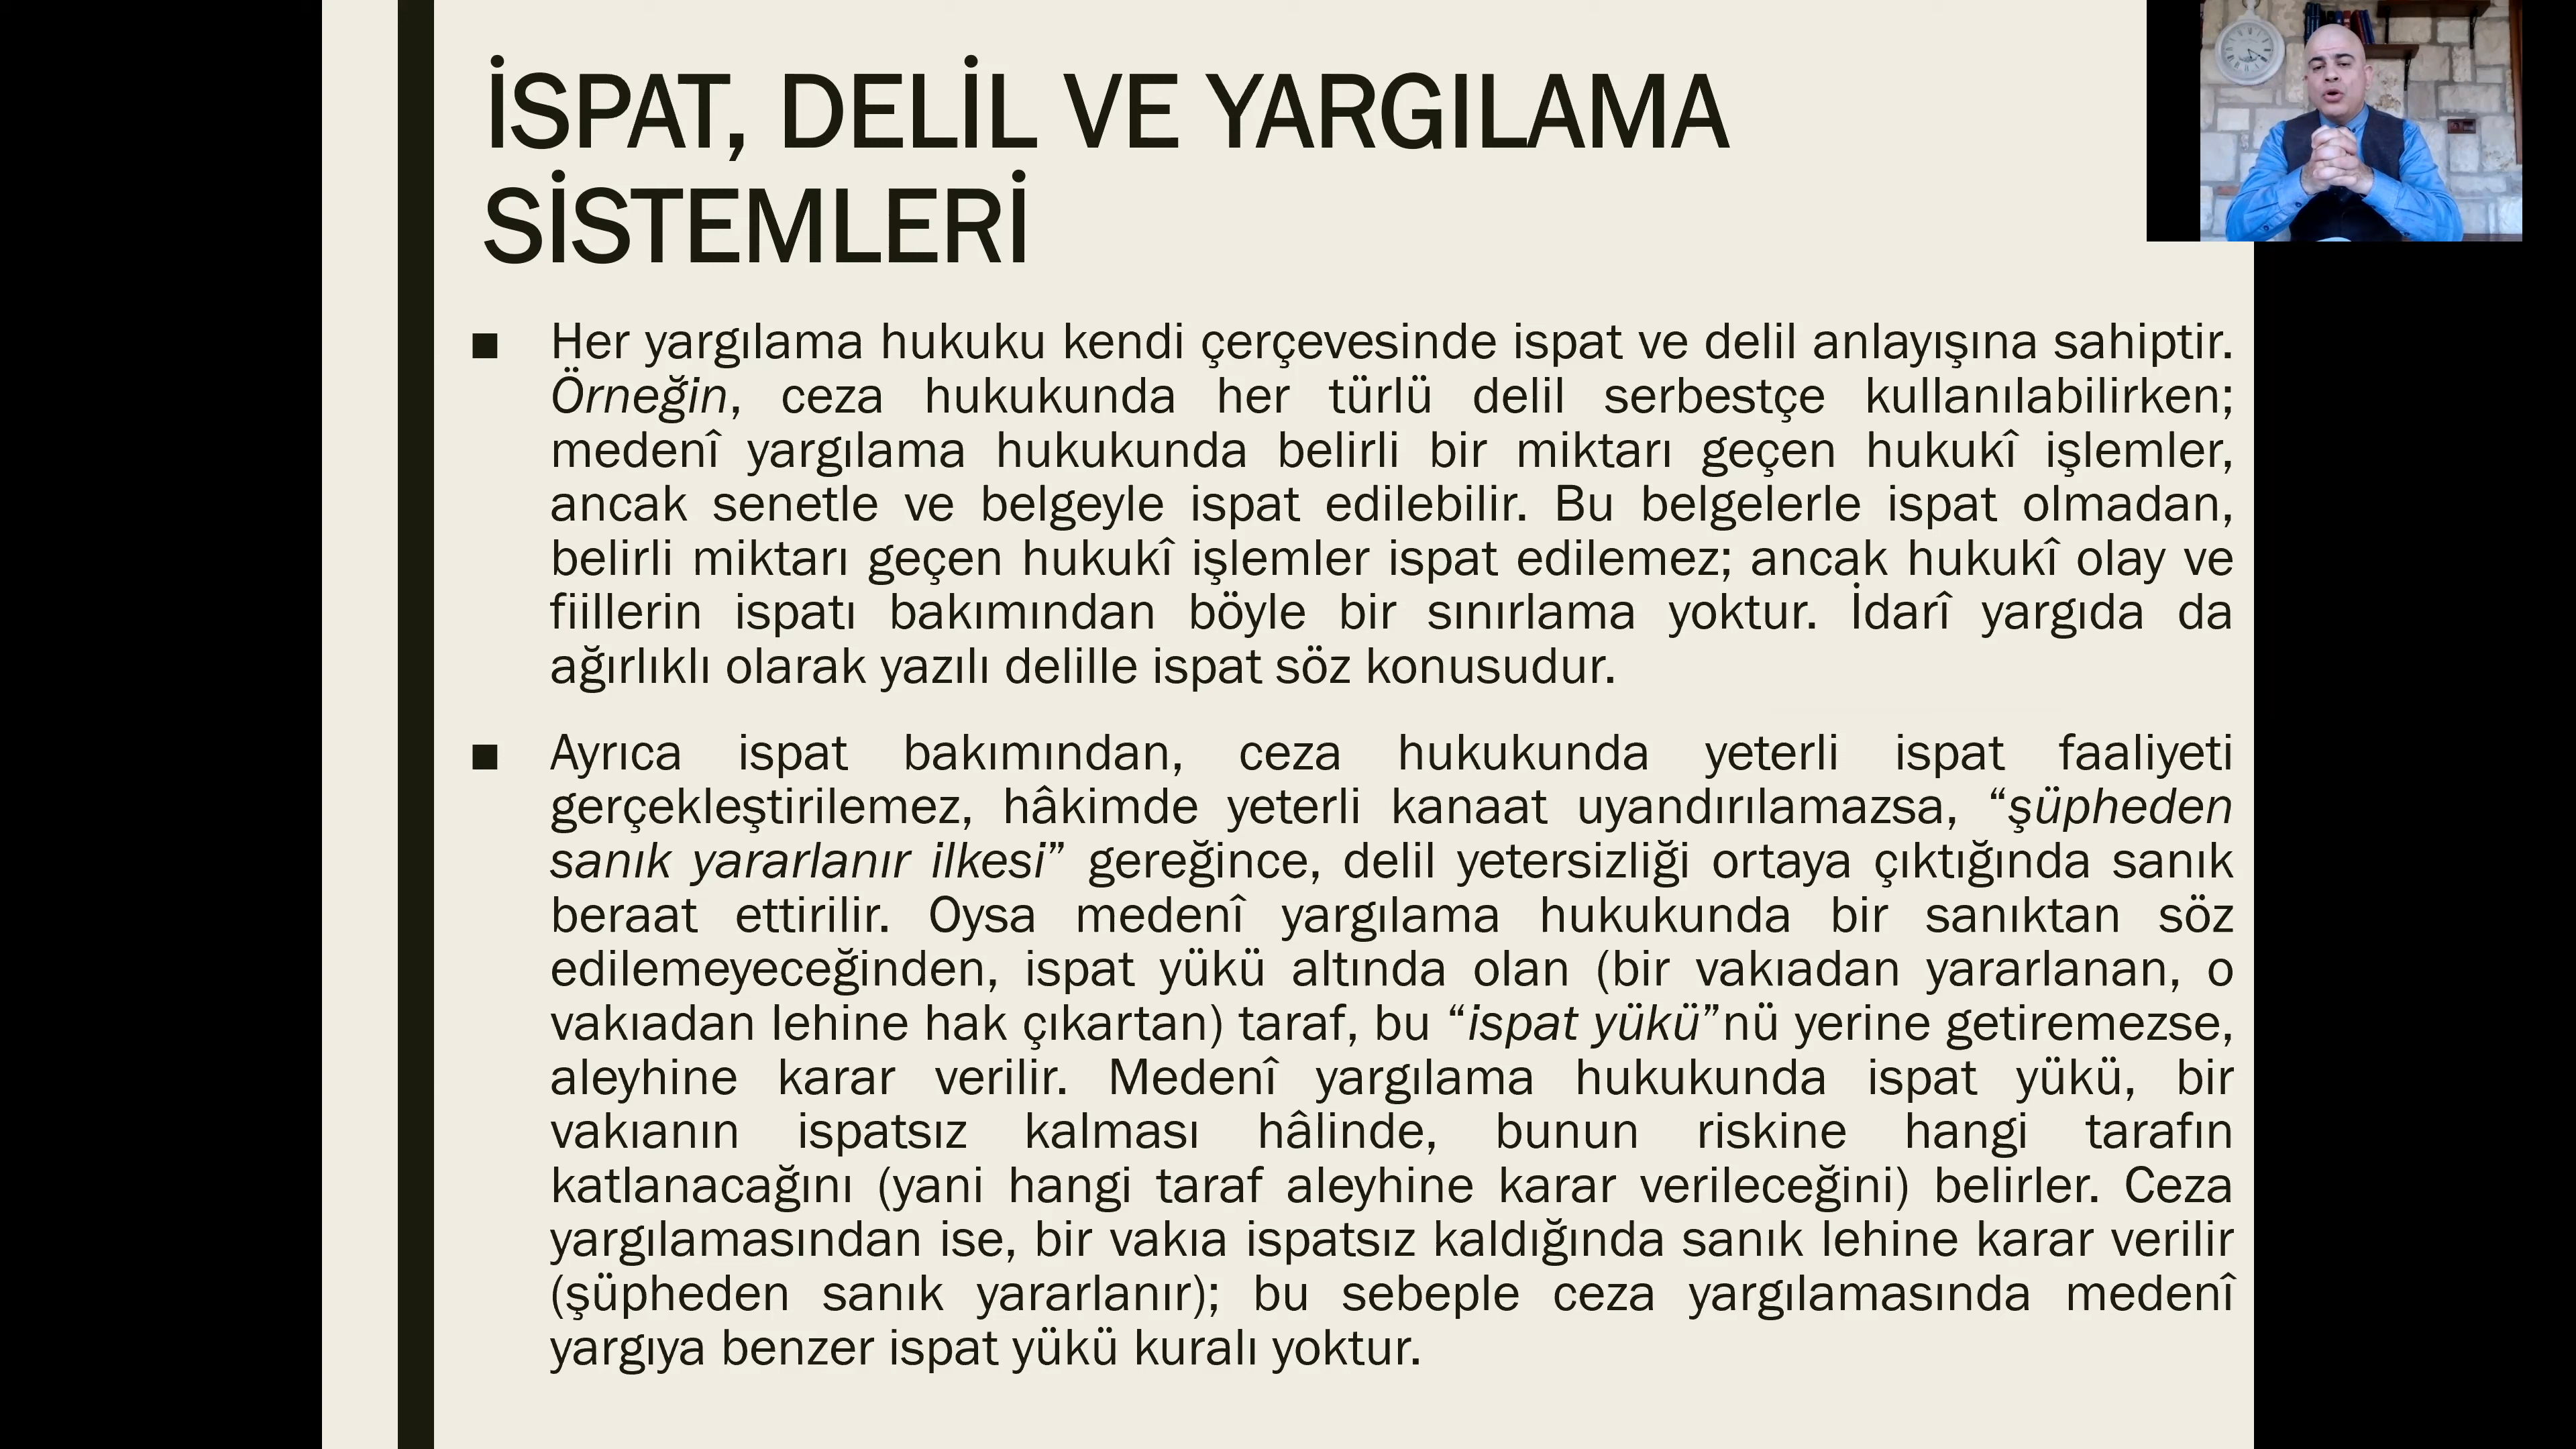 İSPAT, DELİL VE YARGILAMA
SİSTEMLERİ
■ Her yargılama hukuku kendi çerçevesinde ispat ve delil anlayışına sahiptir.
Örneğin, ceza hukukunda her türlü delil serbestçe kullanılabilirken;
medenî yargılama hukukunda belirli bir miktarı geçen hukukî işlemler,
ancak senetle ve belgeyle ispat edilebilir. Bu belgelerle ispat olmadan,
belirli miktarı geçen hukukî işlemler ispat edilemez; ancak hukukî olay ve
fiillerin ispatı bakımından böyle bir sınırlama yoktur. İdarî yargıda da
ağırlıklı olarak yazılı delille ispat söz konusudur.
■ Ayrıca ispat bakımından, ceza hukukunda yeterli ispat faaliyeti
gerçekleştirilemez, hâkimde yeterli kanaat uyandırılamazsa, “şüpheden
sanık yararlanır ilkesi” gereğince, delil yetersizliği ortaya çıktığında sanık
beraat ettirilir. Oysa medenî yargılama hukukunda bir sanıktan söz
edilemeyeceğinden, ispat yükü altında olan (bir vakıadan yararlanan, o
vakıadan lehine hak çıkartan) taraf, bu “ispat yükü”nü yerine getiremezse,
aleyhine karar verilir. Medenî yargılama hukukunda ispat yükü, bir
vakıanın ispatsız kalması hâlinde, bunun riskine hangi tarafın
katlanacağını (yani hangi taraf aleyhine karar verileceğini) belirler. Ceza
yargılamasından ise, bir vakıa ispatsız kaldığında sanık lehine karar verilir
(şüpheden sanık yararlanır); bu sebeple ceza yargılamasında medenî
yargıya benzer ispat yükü kuralı yoktur.